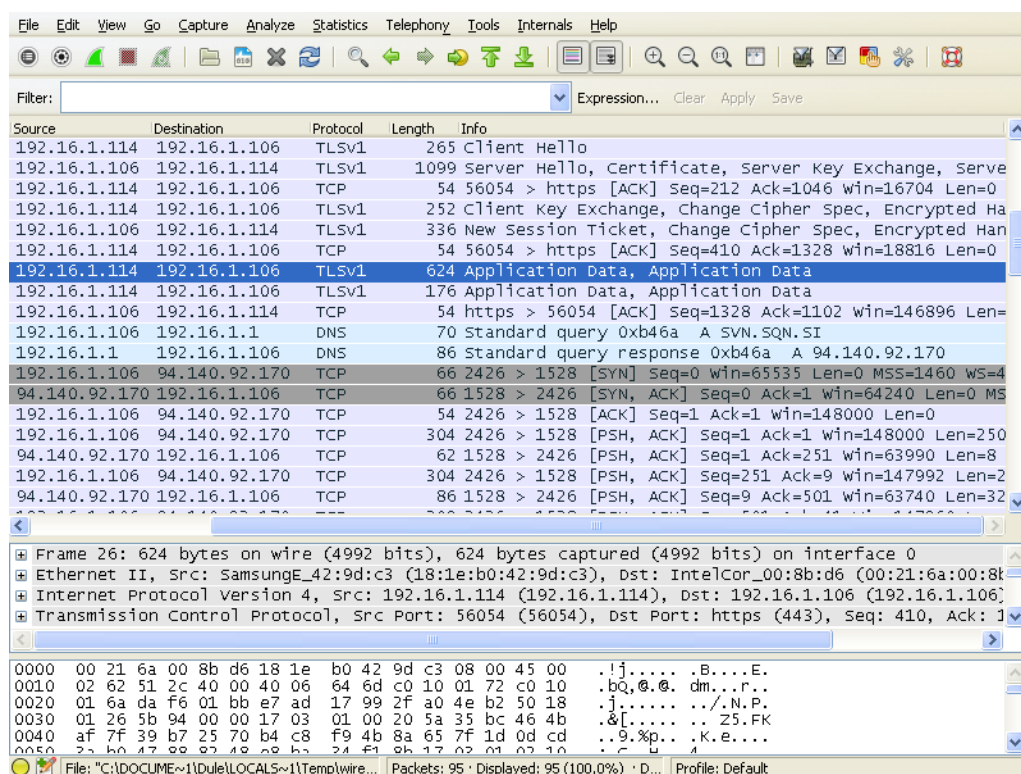 File Edit View Go Capture Analyze Statistics Telephony Tools Internals Help
Filter: Expression... Clear Apply Save
Source Destination Protocol Length Info
192.16.1.114 192.16.1.106 TLSv1 265 Client Hello
192.16.1.106 192.16.1.114 TLSv1 1099 Server Hello, Certificate, Server Key Exchange, Serve
192.16.1.114 192.16.1.106 TCP 54 56054 > https [ACK] Seq=212 Ack=1046 Win=16704 Len=0
192.16.1.114 192.16.1.106 TLSv1 252 Client Key Exchange, Change Cipher Spec, Encrypted Ha
192.16.1.106 192.16.1.114 TLSv1 336 New Session Ticket, Change Cipher Spec, Encrypted Han
192.16.1.114 192.16.1.106 TCP 54 56054 > https [ACK] Seq=410 Ack=1328 Win=18816 Len=0
192.16.1.114 192.16.1.106 TLSv1 624 Application Data, Application Data
192.16.1.114 192.16.1.106 TLSv1 176 Application Data, Application Data
192.16.1.106 192.16.1.114 TCP 54 https > 56054 [ACK] Seq=1328 Ack=1102 Win=146896 Len=
192.16.1.106 192.16.1.1 DNS 70 Standard query 0xb46a A SVN.SQN.SI
192.16.1.1 192.16.1.106 DNS 86 Standard query response 0xb46a A 94.140.92.170
192.16.1.106 94.140.92.170 TCP 66 2426 > 1528 [SYN] Seq=0 Win=65535 Len=0 MSS=1460 WS=4
94.140.92.170 192.16.1.106 TCP 66 1528 > 2426 [SYN, ACK] Seq=0 Ack=1 Win=64240 Len=0 MS
192.16.1.106 94.140.92.170 TCP 54 2426 > 1528 [ACK] Seq=1 Ack=1 Win=148000 Len=0
192.16.1.106 94.140.92.170 TCP 304 2426 > 1528 [PSH, ACK] Seq=1 Ack=1 Win=148000 Len=250
94.140.92.170 192.16.1.106 TCP 62 1528 > 2426 [PSH, ACK] Seq=1 Ack=251 Win=63990 Len=8
192.16.1.106 94.140.92.170 TCP 304 2426 > 1528 [PSH, ACK] Seq=251 Ack=9 Win=147992 Len=2
94.140.92.170 192.16.1.106 TCP 86 1528 > 2426 [PSH, ACK] Seq=9 Ack=501 Win=63740 Len=32
Frame 26: 624 bytes on wire (4992 bits), 624 bytes captured (4992 bits) on interface 0
Ethernet II, Src: SamsungE_42:9d:c3 (18:1e:b0:42:9d:c3), Dst: IntelCor_00:8b:d6 (00:21:6a:00:8b
Internet Protocol Version 4, Src: 192.16.1.114 (192.16.1.114), Dst: 192.16.1.106 (192.16.1.106)
Transmission Control Protocol, Src Port: 56054 (56054), Dst Port: https (443), Seq: 410, Ack: 1
0000 00 21 6a 00 8b d6 18 1e b0 42 9d c3 08 00 45 00 .!j..... .B....E.
0010 02 62 51 2c 40 00 40 06 64 6d c0 10 01 72 c0 10 .bQ,@.@. dm...r..
0020 01 6a da f6 01 bb e7 ad 17 99 2f a0 4e b2 50 18 .j...... ../.N.P.
0030 01 26 5b 94 00 00 17 03 01 00 20 5a 35 bc 46 4b .&[..... .. Z5.FK
0040 af 7f 39 b7 25 70 b4 c8 f9 4b 8a 65 7f 1d 0d cd ..9.%p.. .K.e....
File: "C:\DOCUME~1\Dule\LOCALS~1\Temp\wire... Packets: 95 · Displayed: 95 (100,0%) · D... Profile: Default